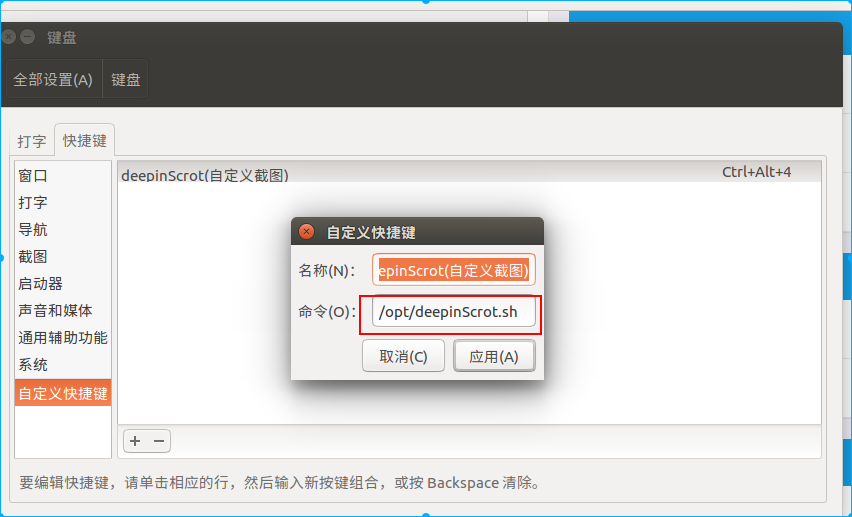 键盘
全部设置(A) 键盘
打字 快捷键
窗口
打字
导航
截图
启动器
声音和媒体
通用辅助功能
系统
自定义快捷键
deepinScrot(自定义截图) Ctrl+Alt+4
自定义快捷键
名称(N)： epinScrot(自定义截图)
命令(O)： /opt/deepinScrot.sh
取消(C) 应用(A)
要编辑快捷键，请单击相应的行，然后输入新按键组合，或按 Backspace 清除。